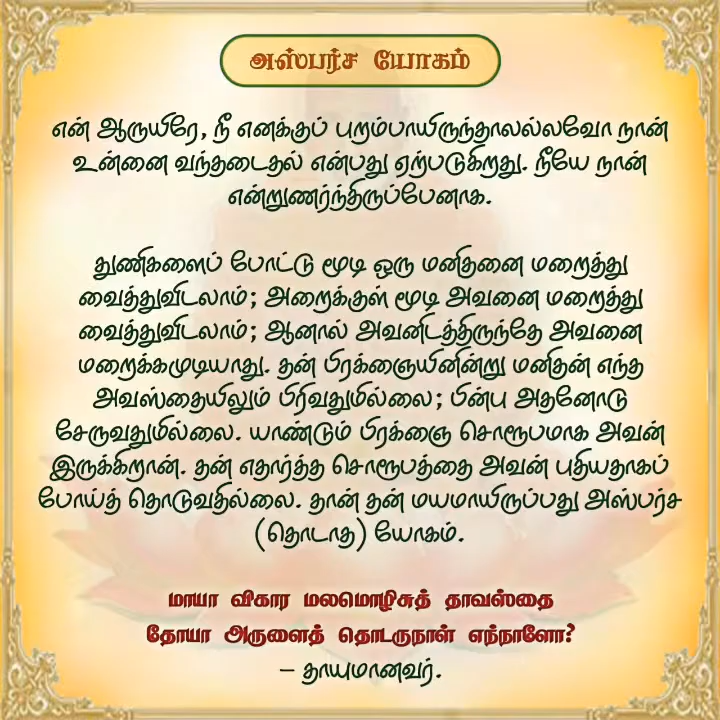 அஸ்பர்ச யோகம்
என் ஆருயிரே, நீ எனக்குப் புறம்பாயிருந்தாலல்லவோ நான்
உன்னை வந்தடைதல் என்பது ஏற்படுகிறது. நீயே நான்
என்றுணர்ந்திருப்பேனாக.
துணிகளைப் போட்டு மூடி ஒரு மனிதனை மறைத்து
வைத்துவிடலாம்; அறைக்குள் மூடி அவனை மறைத்து
வைத்துவிடலாம்; ஆனால் அவனிடத்திருந்தே அவனை
மறைக்கமுடியாது. தன் பிரக்ஞையினின்று மனிதன் எந்த
அவஸ்தையிலும் பிரிவதுமில்லை; பின்பு அதனோடு
சேருவதுமில்லை. யாண்டும் பிரக்ஞை சொரூபமாக அவன்
இருக்கிறான். தன் எதார்த்த சொரூபத்தை அவன் புதியதாகப்
போய்த் தொடுவதில்லை. தான் தன் மயமாயிருப்பது அஸ்பர்ச
(தொடாத) யோகம்.
மாயா விகார மலமொழிசுத் தாவஸ்தை
தோயா அருளைத் தொடருநாள் எந்நாளோ?
– தாயுமானவர்.